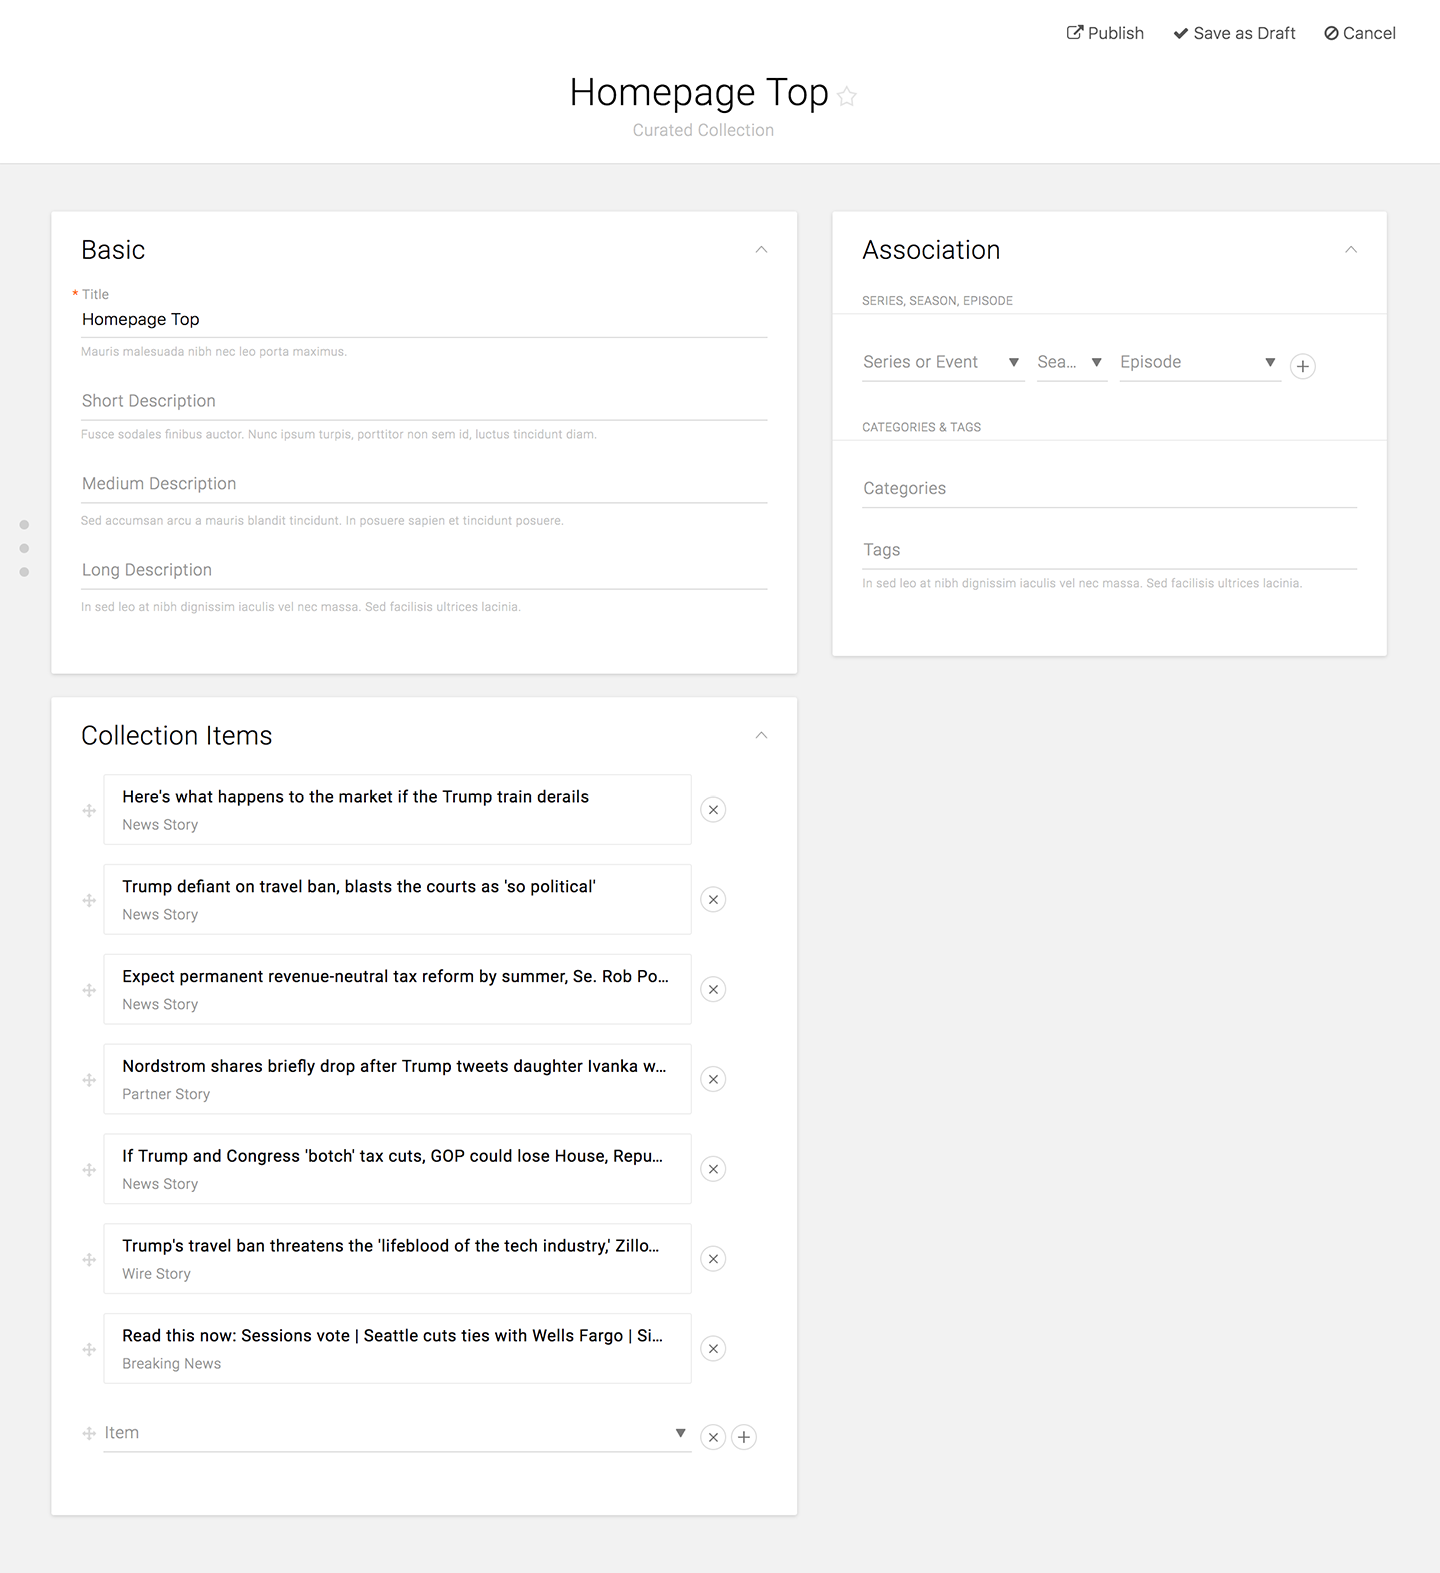 Publish Save as Draft Cancel
Homepage Top
Curated Collection
Basic
* Title
Homepage Top
Mauris malesuada nibh nec leo porta maximus.
Short Description
Fusce sodales finibus auctor. Nunc ipsum turpis, porttitor non sem id, luctus tincidunt diam.
Medium Description
Sed accumsan arcu a mauris blandit tincidunt. In posuere sapien et tincidunt posuere.
Long Description
In sed leo at nibh dignissim iaculis vel nec massa. Sed facilisis ultrices lacinia.
Association
SERIES, SEASON, EPISODE
Series or Event Sea... Episode
CATEGORIES & TAGS
Categories
Tags
In sed leo at nibh dignissim iaculis vel nec massa. Sed facilisis ultrices lacinia.
Collection Items
Here's what happens to the market if the Trump train derails
News Story
Trump defiant on travel ban, blasts the courts as 'so political'
News Story
Expect permanent revenue-neutral tax reform by summer, Se. Rob Po...
News Story
Nordstrom shares briefly drop after Trump tweets daughter Ivanka w...
Partner Story
If Trump and Congress 'botch' tax cuts, GOP could lose House, Repu...
News Story
Trump's travel ban threatens the 'lifeblood of the tech industry,' Zillo...
Wire Story
Read this now: Sessions vote | Seattle cuts ties with Wells Fargo | Si...
Breaking News
Item